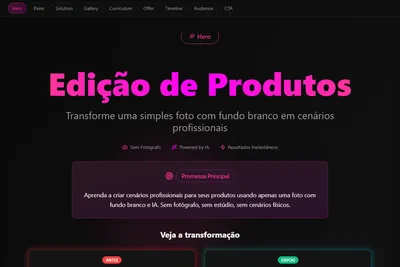 Hero Pains Solution Gallery Curriculum Offer Timeline Audience CTA
Hero
Edição de Produtos
Transforme uma simples foto com fundo branco em cenários
profissionais
Sem Fotógrafo Powered by IA Resultados Instantâneos
Promessa Principal
Aprenda a criar cenários profissionais para seus produtos usando apenas uma foto com
fundo branco e IA. Sem fotógrafo, sem estúdio, sem cenários físicos.
Veja a transformação
ANTES DEPOIS